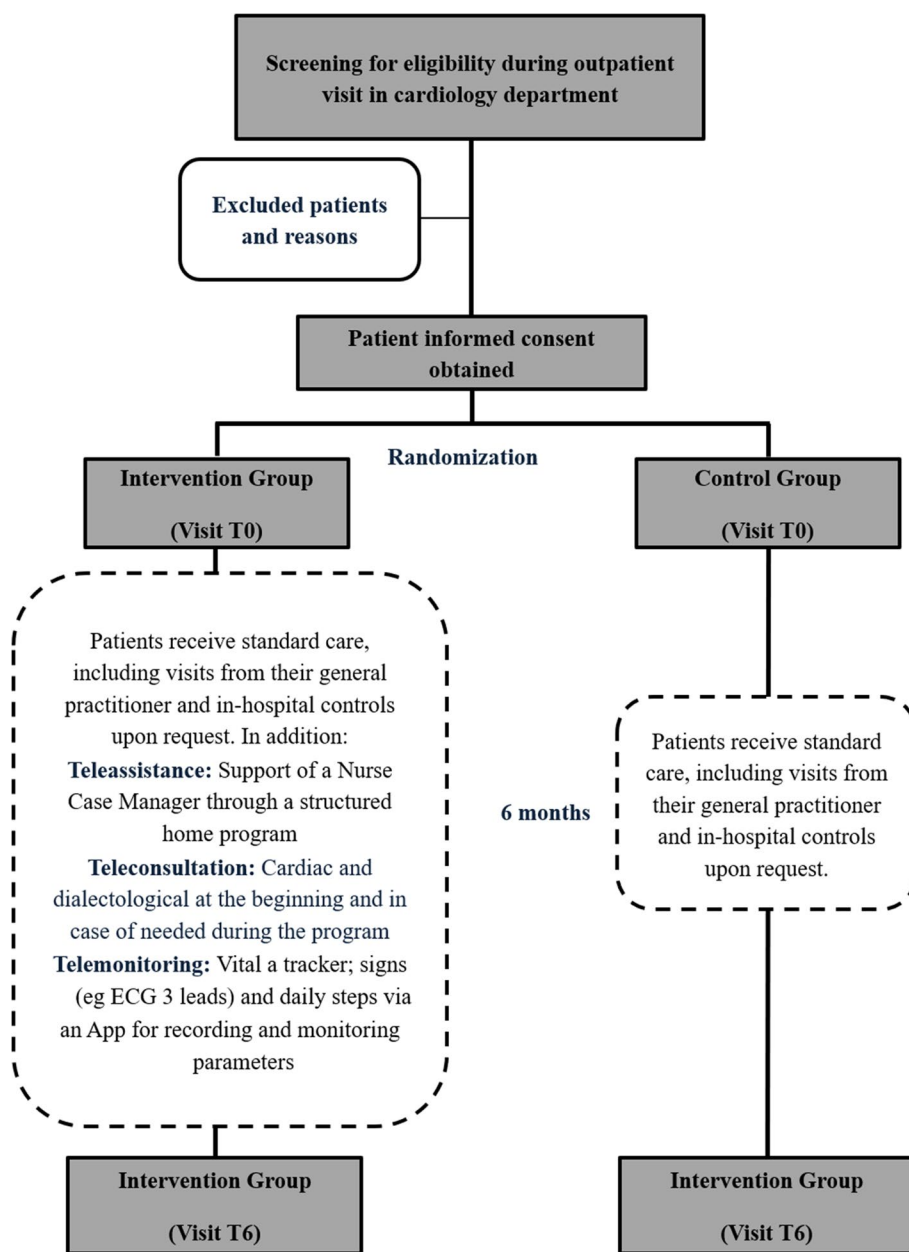 Screening for eligibility during outpatient
visit in cardiology department
Excluded patients
and reasons
Patient informed consent
obtained
Randomization
Intervention Group
(Visit T0)
Control Group
(Visit T0)
Patients receive standard care,
including visits from their general
practitioner and in-hospital controls
upon request. In addition:
Teleassistance: Support of a Nurse
Case Manager through a structured
home program
Teleconsultation: Cardiac and
dialectological at the beginning and in
case of needed during the program
Telemonitoring: Vital a tracker; signs
(eg ECG 3 leads) and daily steps via
an App for recording and monitoring
parameters
6 months
Patients receive standard
care, including visits from
their general practitioner
and in-hospital controls
upon request.
Intervention Group
(Visit T6)
Intervention Group
(Visit T6)